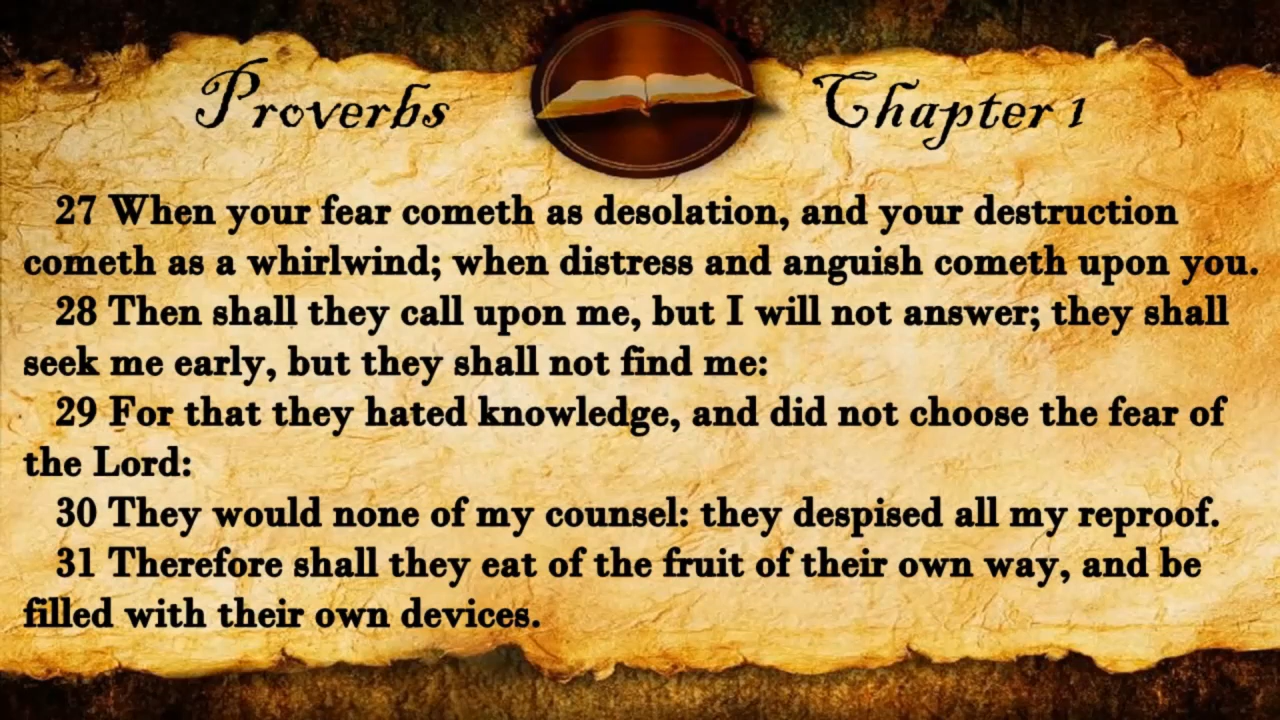 Proverbs Chapter 1
27 When your fear cometh as desolation, and your destruction
cometh as a whirlwind; when distress and anguish cometh upon you.
28 Then shall they call upon me, but I will not answer; they shall
seek me early, but they shall not find me:
29 For that they hated knowledge, and did not choose the fear of
the Lord:
30 They would none of my counsel: they despised all my reproof.
31 Therefore shall they eat of the fruit of their own way, and be
filled with their own devices.